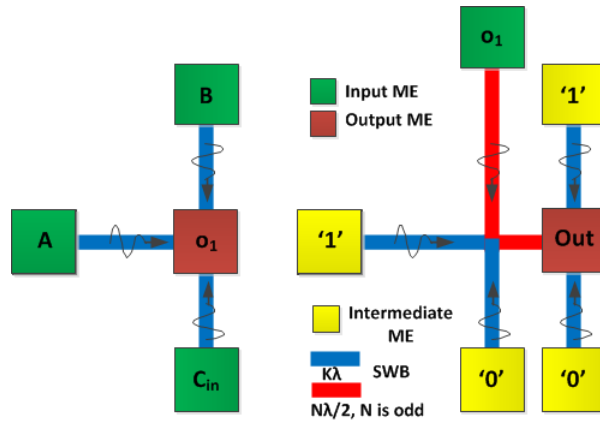 B
A
o₁
Cᵢₙ
o₁
Input ME
Output ME
‘1’
‘1’
Out
Intermediate
ME
Kλ
SWB
Nλ/2, N is odd
‘0’
‘0’